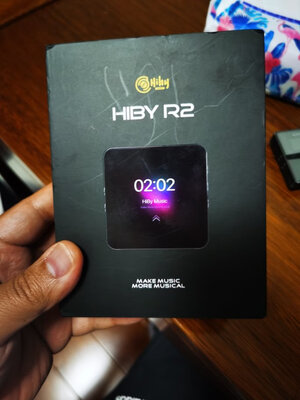 HiBy
HIBY R2
02:02
HiBy Music
MAKE MUSIC
MORE MUSICAL